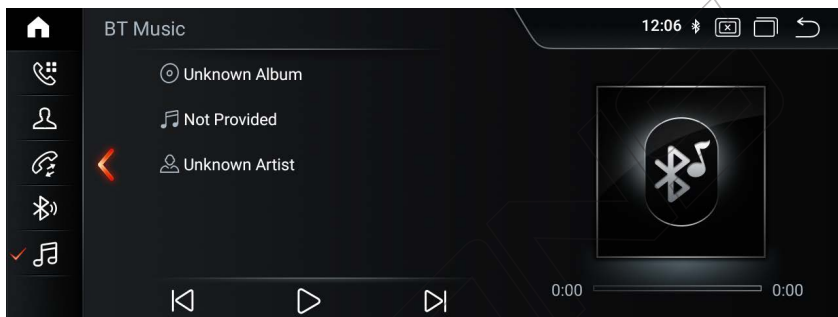 BT Music
12:06
Unknown Album
Not Provided
Unknown Artist
0:00
0:00